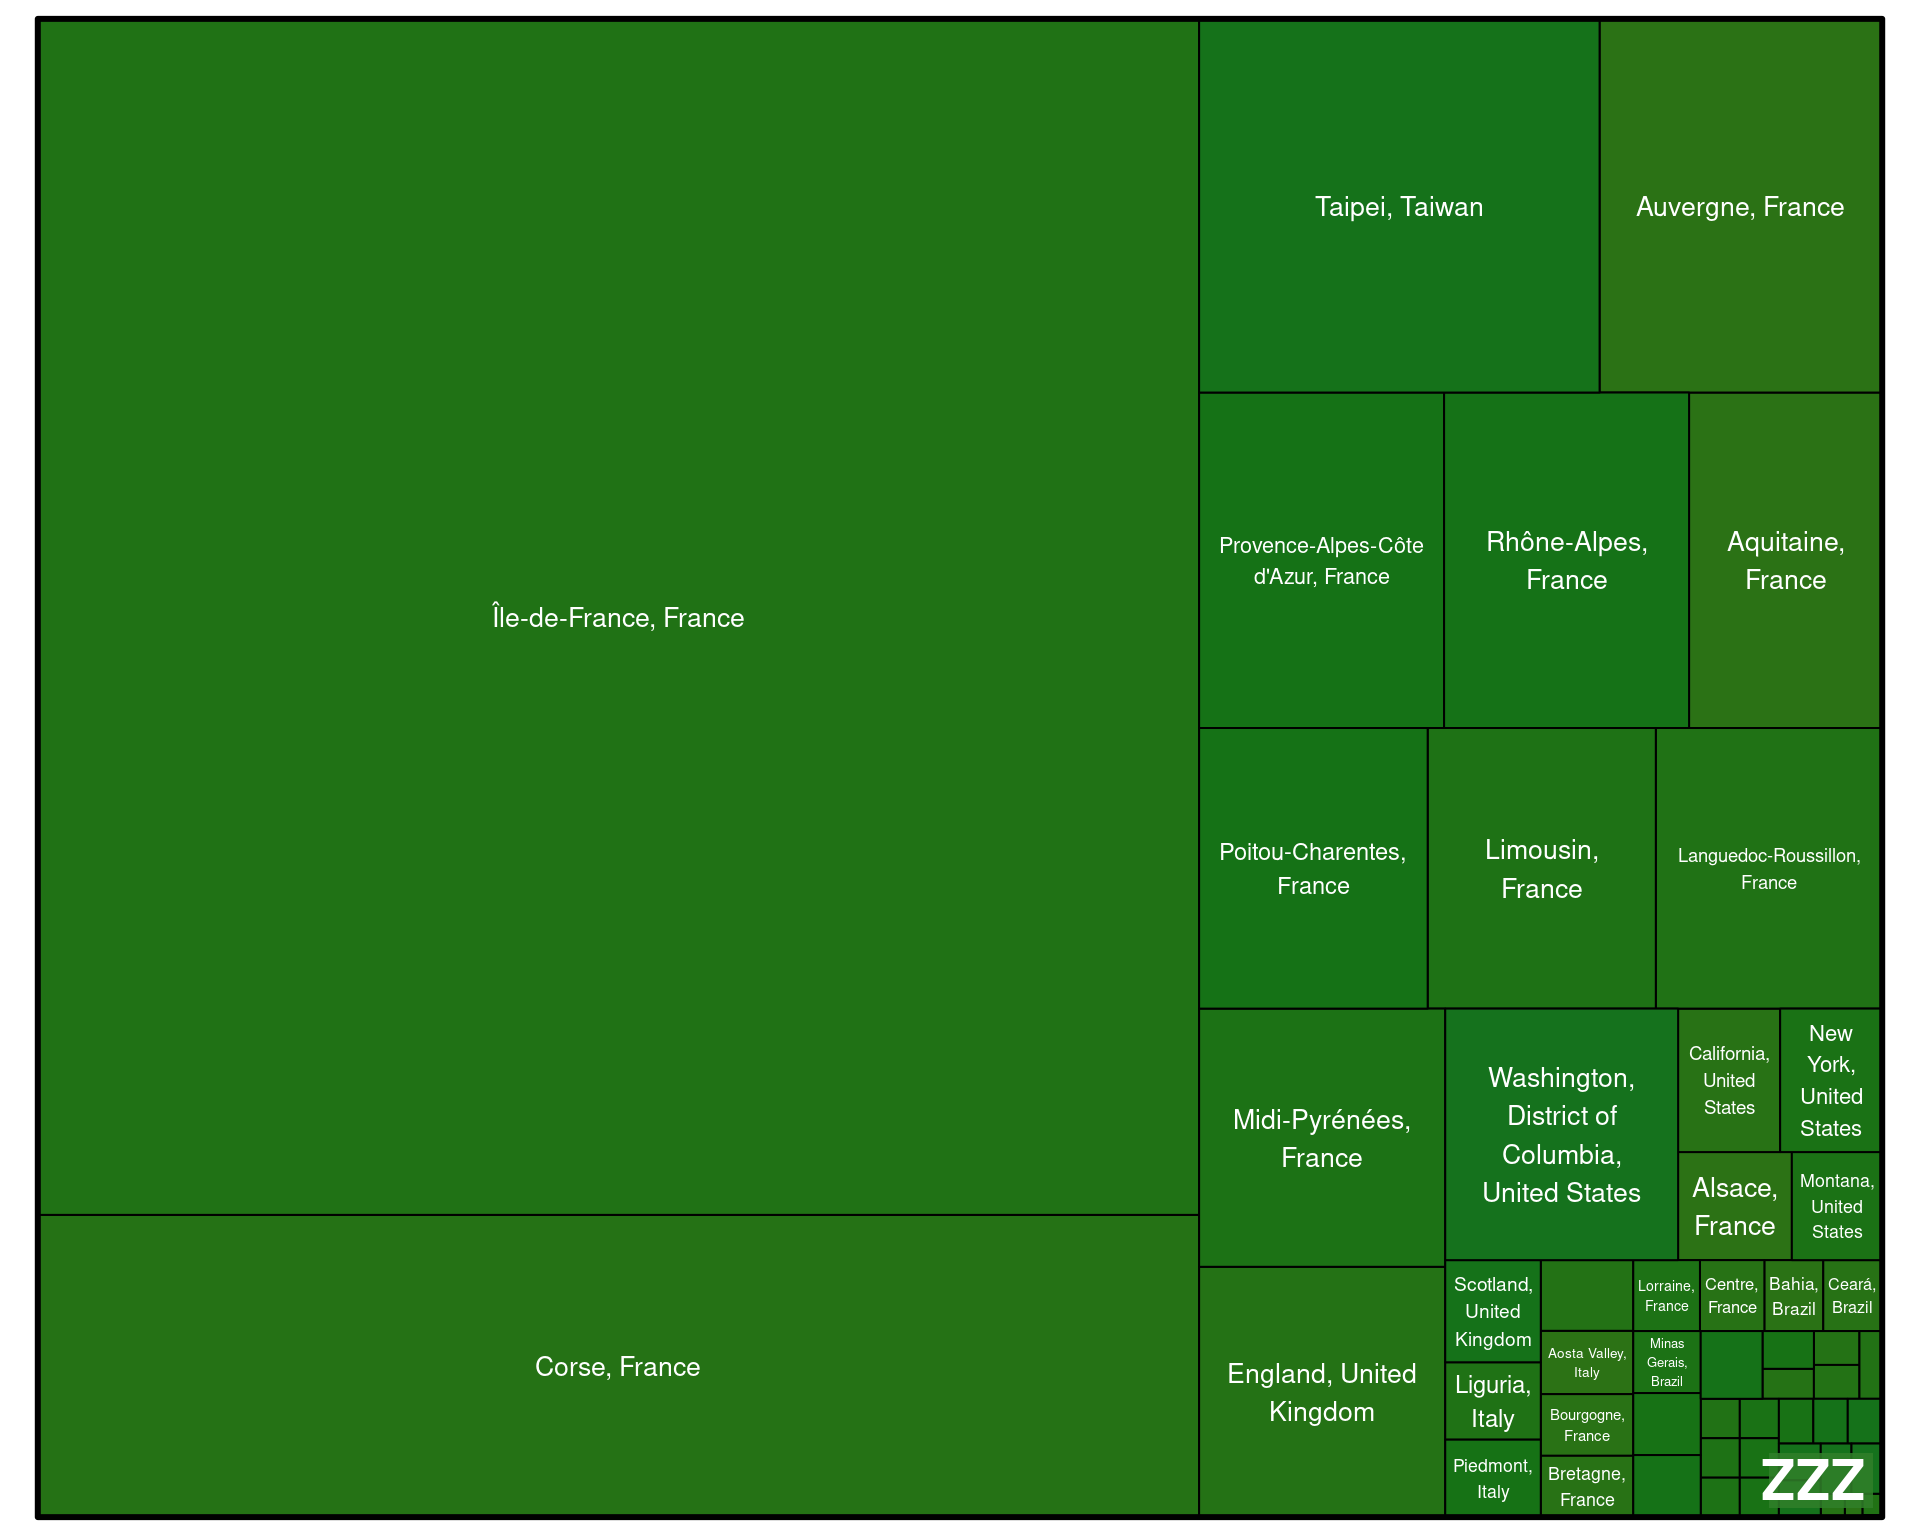 Île-de-France, France
Corse, France
Taipei, Taiwan
Auvergne, France
Provence-Alpes-Côte
d'Azur, France
Rhône-Alpes,
France
Aquitaine,
France
Poitou-Charentes,
France
Limousin,
France
Languedoc-Roussillon,
France
Midi-Pyrénées,
France
England, United
Kingdom
Washington,
District of
Columbia,
United States
California,
United
States
New
York,
United
States
Alsace,
France
Montana,
United
States
Scotland,
United
Kingdom
Liguria,
Italy
Piedmont,
Italy
Aosta Valley,
Italy
Bourgogne,
France
Bretagne,
France
Lorraine,
France
Centre,
France
Bahia,
Brazil
Ceará,
Brazil
Minas
Gerais,
Brazil
ZZZ